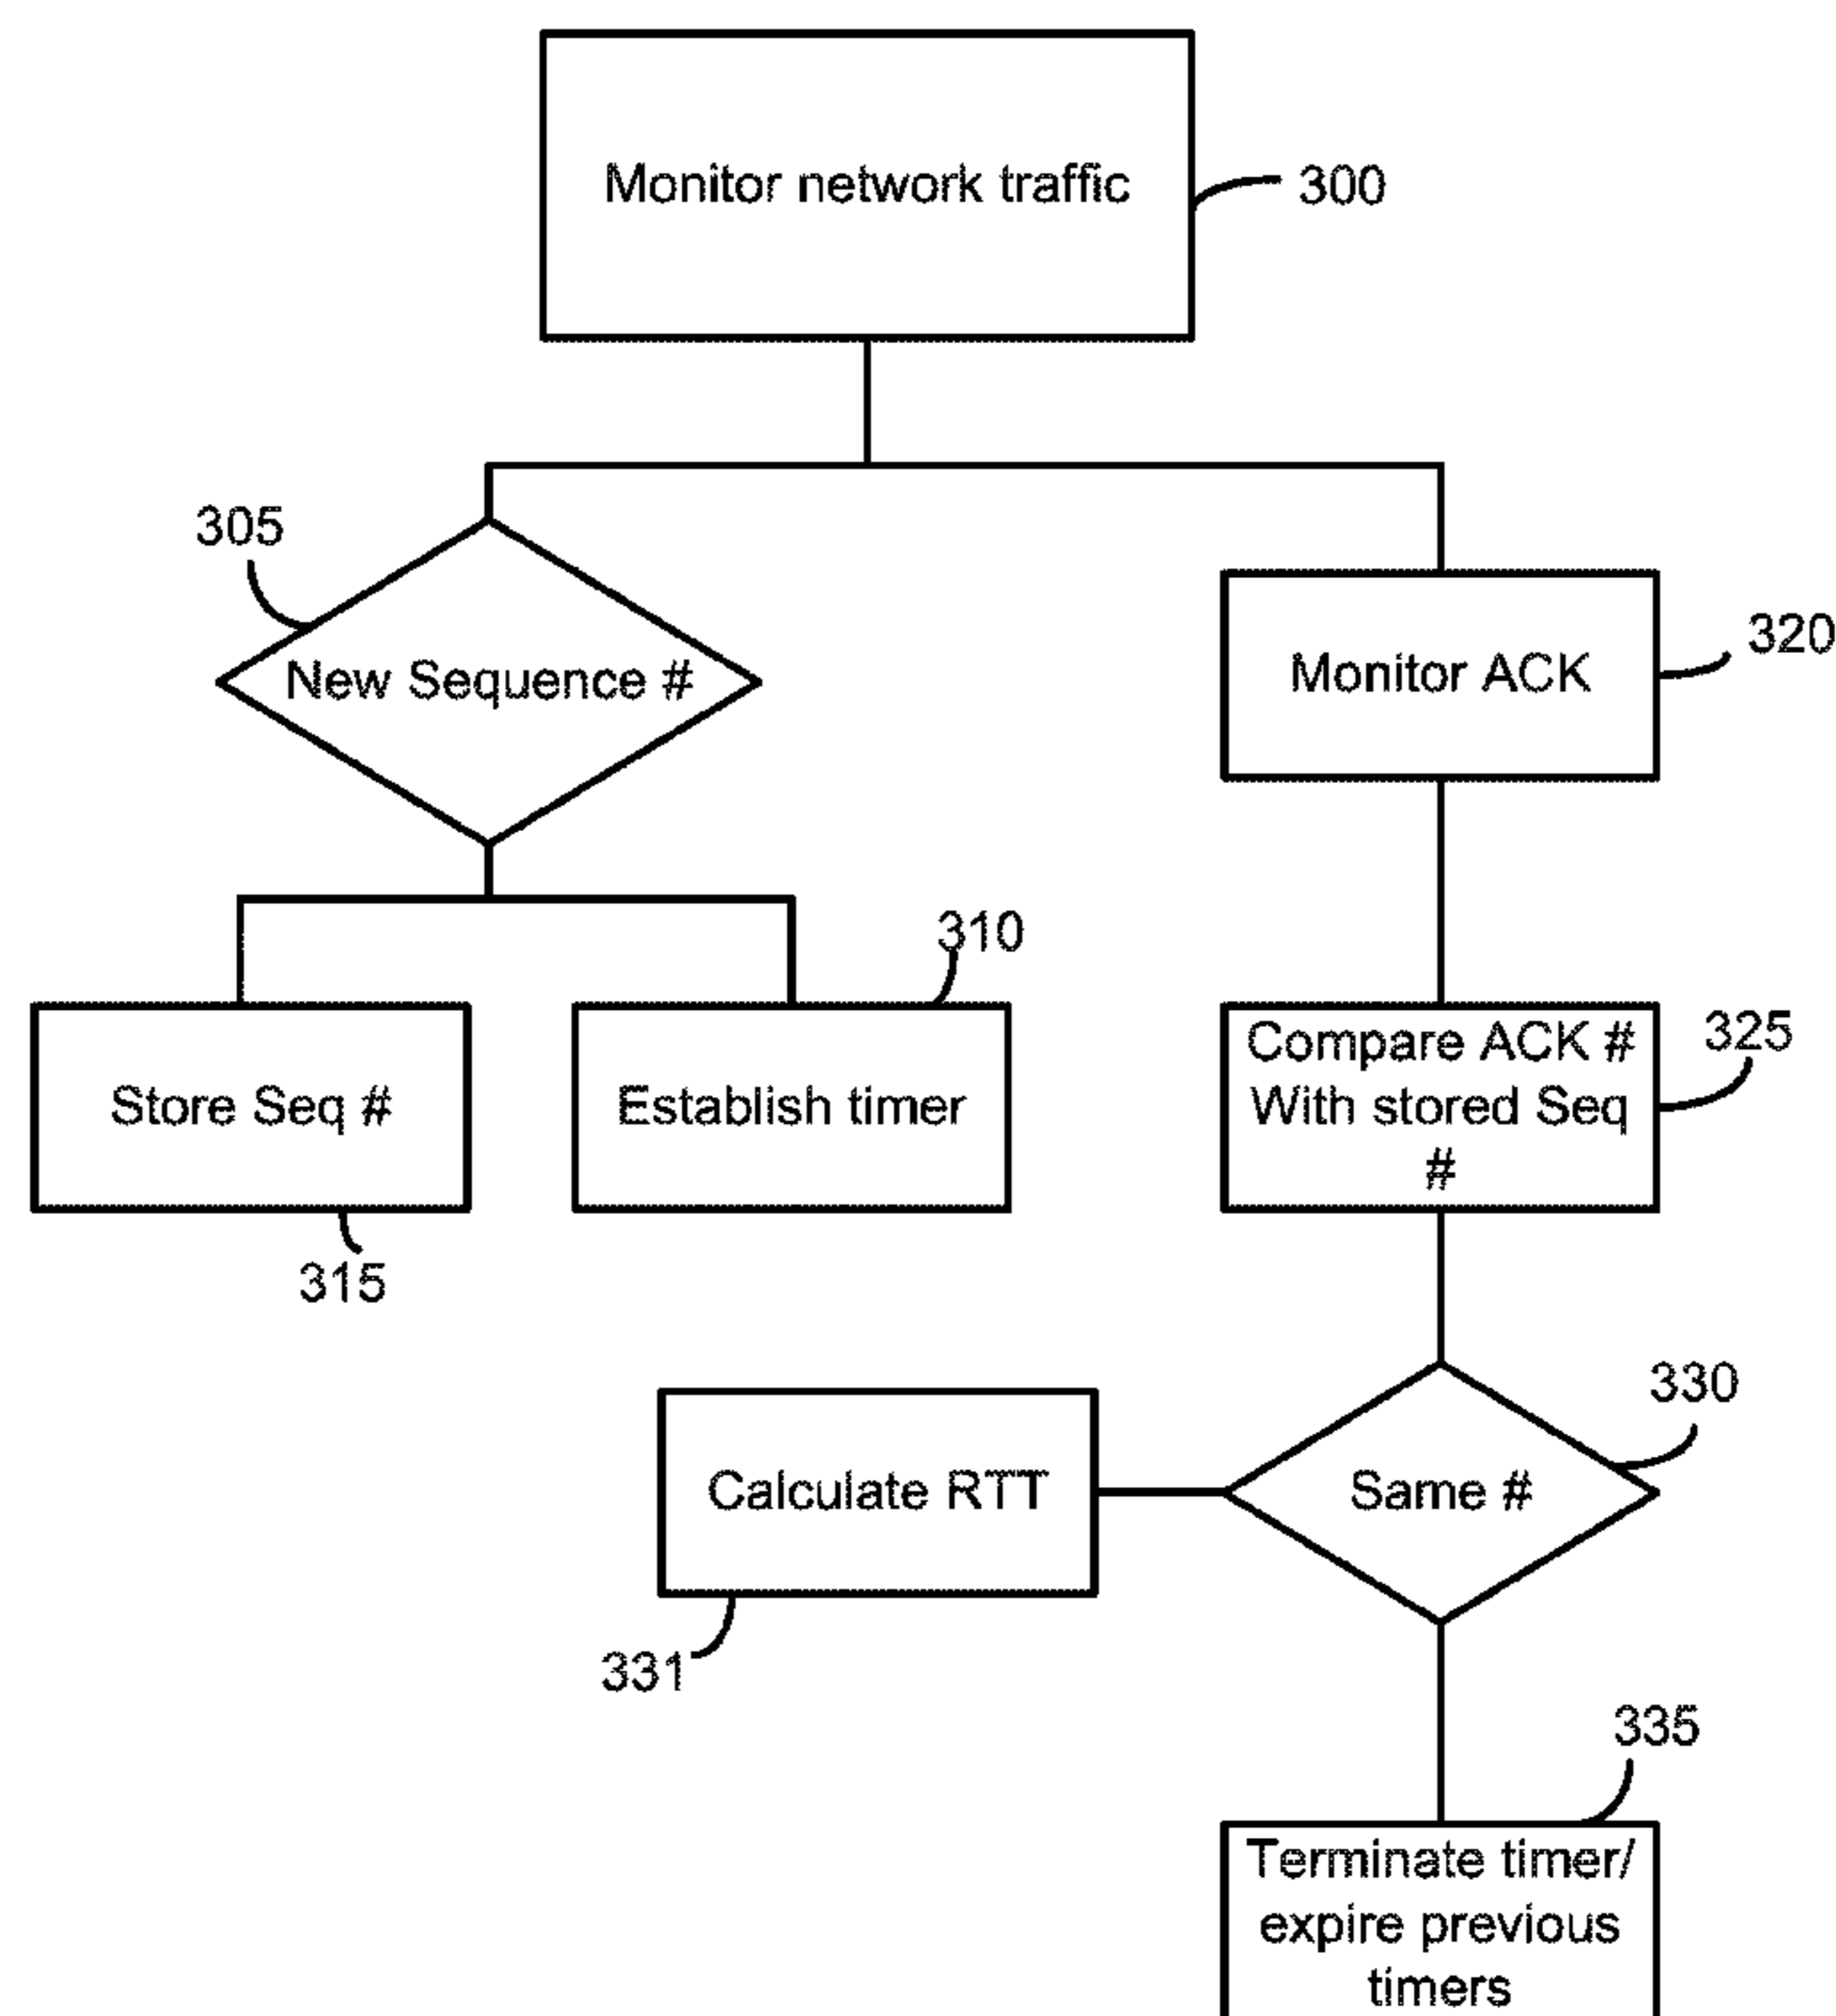 Monitor network traffic
300
305
New Sequence #
320
Monitor ACK
310
Store Seq #
Establish timer
315
325
Compare ACK #
With stored Seq
#
330
Same #
Calculate RTT
331
335
Terminate timer/
expire previous
timers